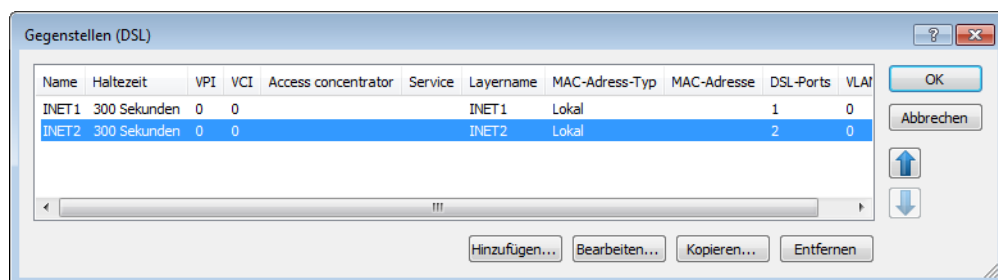 Gegenstellen (DSL)
Name Haltezeit VPI VCI Access concentrator Service Layername MAC-Adress-Typ MAC-Adresse DSL-Ports VLAN
INET1 300 Sekunden 0 0 INET1 Lokal 1 0
INET2 300 Sekunden 0 0 INET2 Lokal 2 0
OK
Abbrechen
Hinzufügen... Bearbeiten... Kopieren... Entfernen